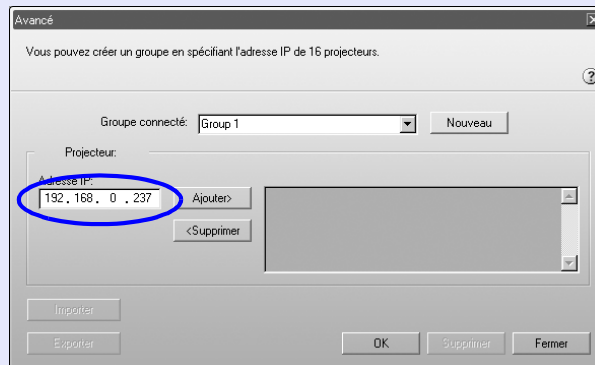 Avancé
Vous pouvez créer un groupe en spécifiant l'adresse IP de 16 projecteurs.
Groupe connecté: Group 1 Nouveau
Projecteur:
Adresse IP:
192 . 168 . 0 . 237 Ajouter>
<Supprimer
Importer
Exporter OK Supprimer Fermer